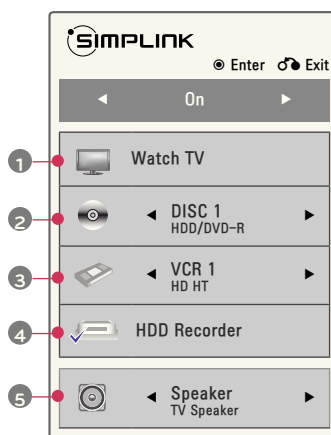 SIMPLINK
Enter Exit
On
1 Watch TV
2 DISC 1
HDD/DVD-R
3 VCR 1
HD HT
4 HDD Recorder
5 Speaker
TV Speaker